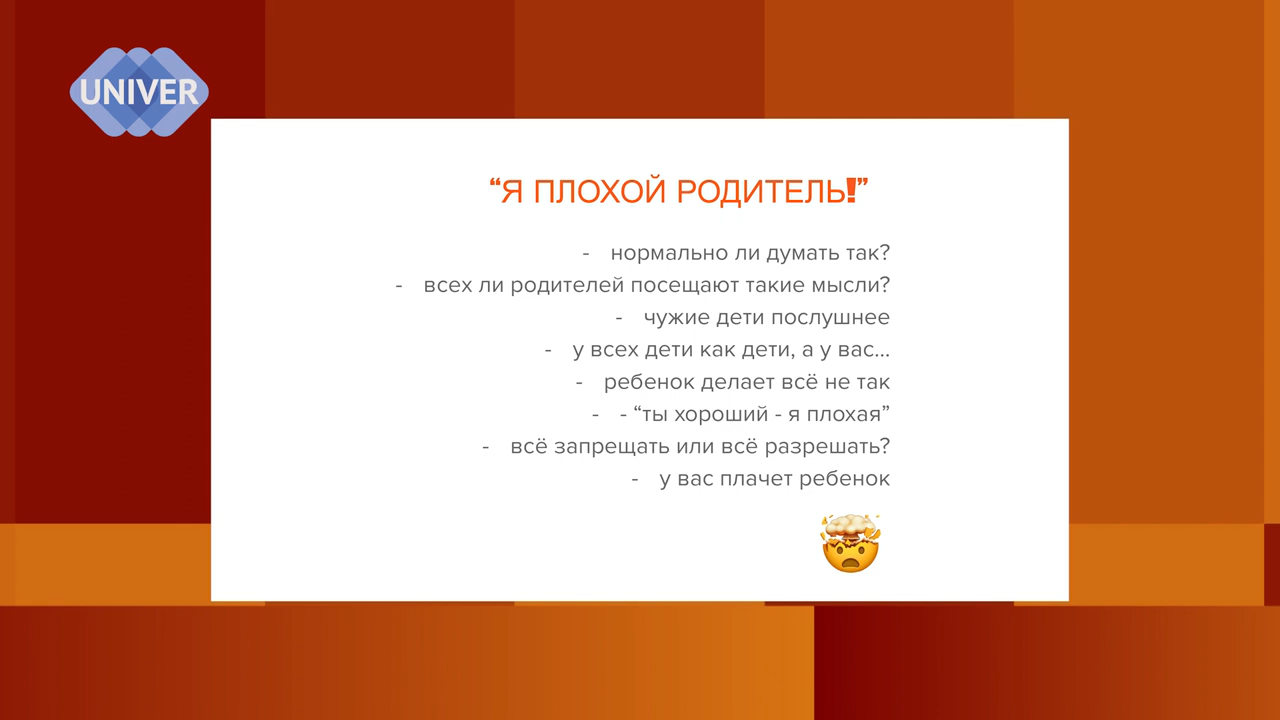 UNIVER
“Я ПЛОХОЙ РОДИТЕЛЬ!”
- нормально ли думать так?
- всех ли родителей посещают такие мысли?
- чужие дети послушнее
- у всех дети как дети, а у вас...
- ребенок делает всё не так
- - “ты хороший - я плохая”
- всё запрещать или всё разрешать?
- у вас плачет ребенок